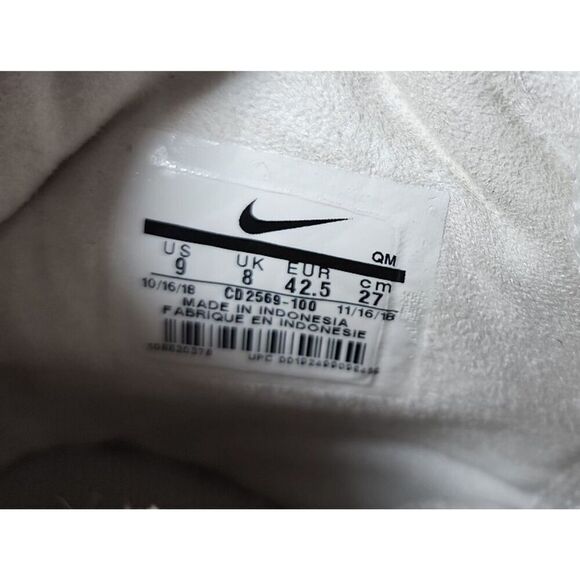 QM
US UK EUR cm
9 8 42.5 27
10/16/18 CD2569-100 11/16/18
MADE IN INDONESIA
FABRIQUE EN INDONESIE
UPC